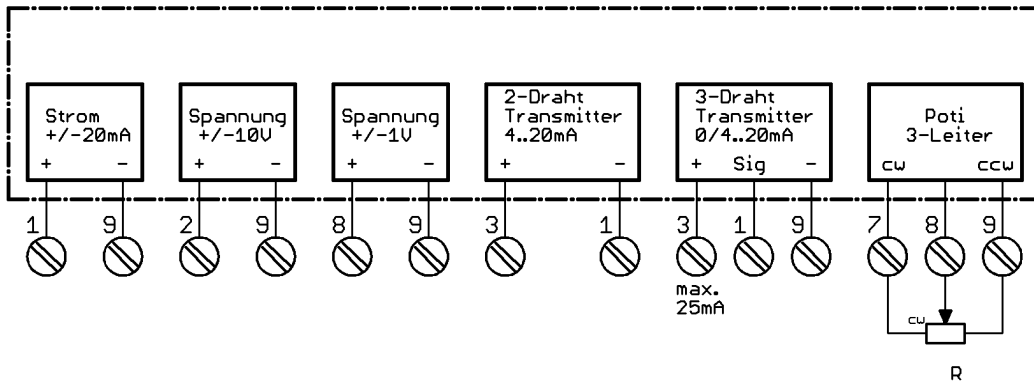 Strom
+/-20mA
+ -
Spannung
+/-10V
+ -
Spannung
+/-1V
+ -
2-Draht
Transmitter
4..20mA
+ -
3-Draht
Transmitter
0/4..20mA
+ Sig -
Poti
3-Leiter
cw ccw
1 9 2 9 8 9 3 1 3 1 9 7 8 9
max.
25mA
cw
R